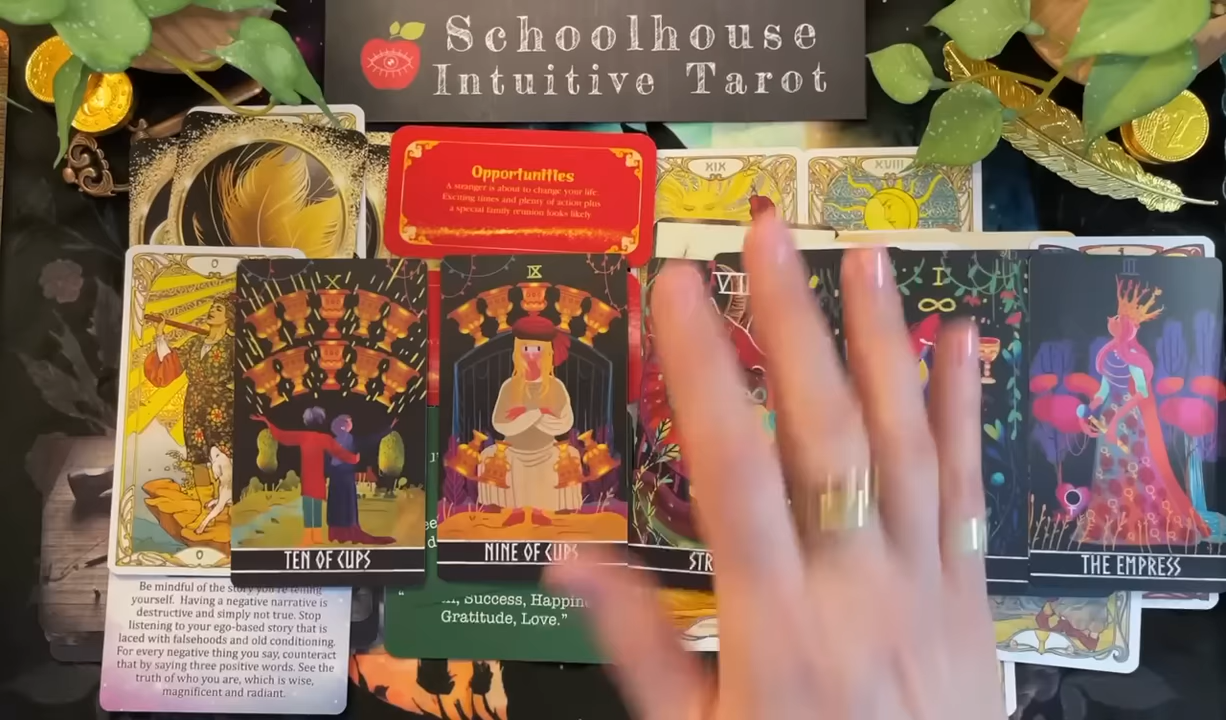 Schoolhouse
Intuitive Tarot
Opportunities
A stranger is about to change your life.
Exciting times and plenty of action plus
a special family reunion looks likely
XIX
XVIII
0
X
IX
VII
I
III
TEN OF CUPS
NINE OF CUPS
STR
THE EMPRESS
0
Success, Happin
Gratitude, Love."
Be mindful of the story you're telling
yourself. Having a negative narrative is
destructive and simply not true. Stop
listening to your ego-based story that is
laced with falsehoods and old conditioning.
For every negative thing you say, counteract
that by saying three positive words. See the
truth of who you are, which is wise,
magnificent and radiant.